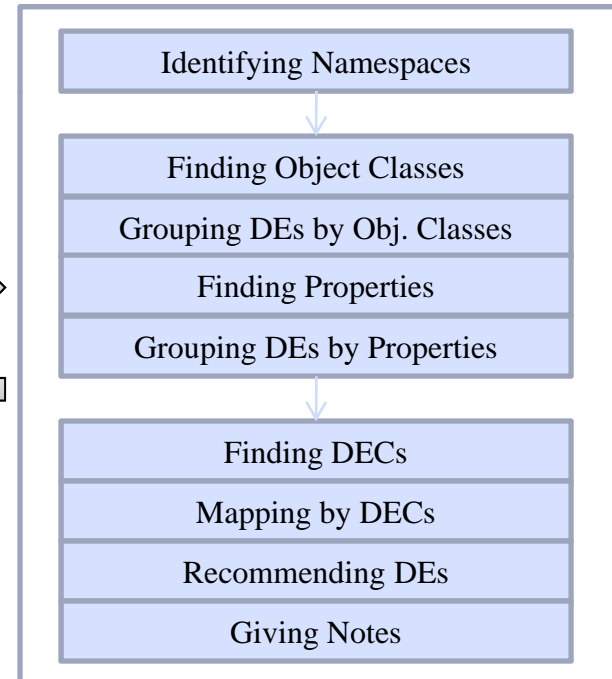 Identifying Namespaces
Finding Object Classes
Grouping DEs by Obj. Classes
Finding Properties
Grouping DEs by Properties
Finding DECs
Mapping by DECs
Recommending DEs
Giving Notes